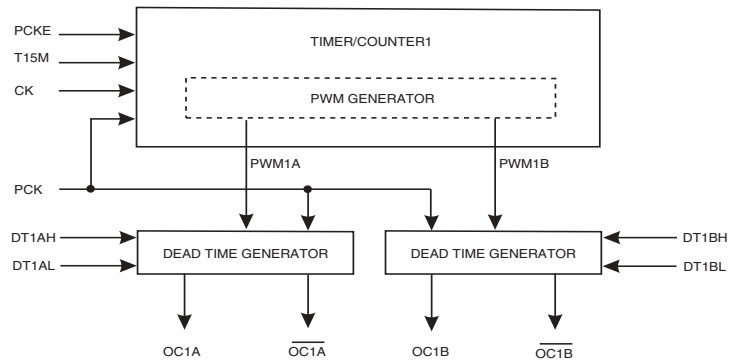 PCKE
TIMER/COUNTER1
T15M
CK
PWM GENERATOR
PWM1A
PWM1B
PCK
DT1AH
DEAD TIME GENERATOR
DEAD TIME GENERATOR
DT1BH
DT1AL
DT1BL
OC1A
OC1A
OC1B
OC1B